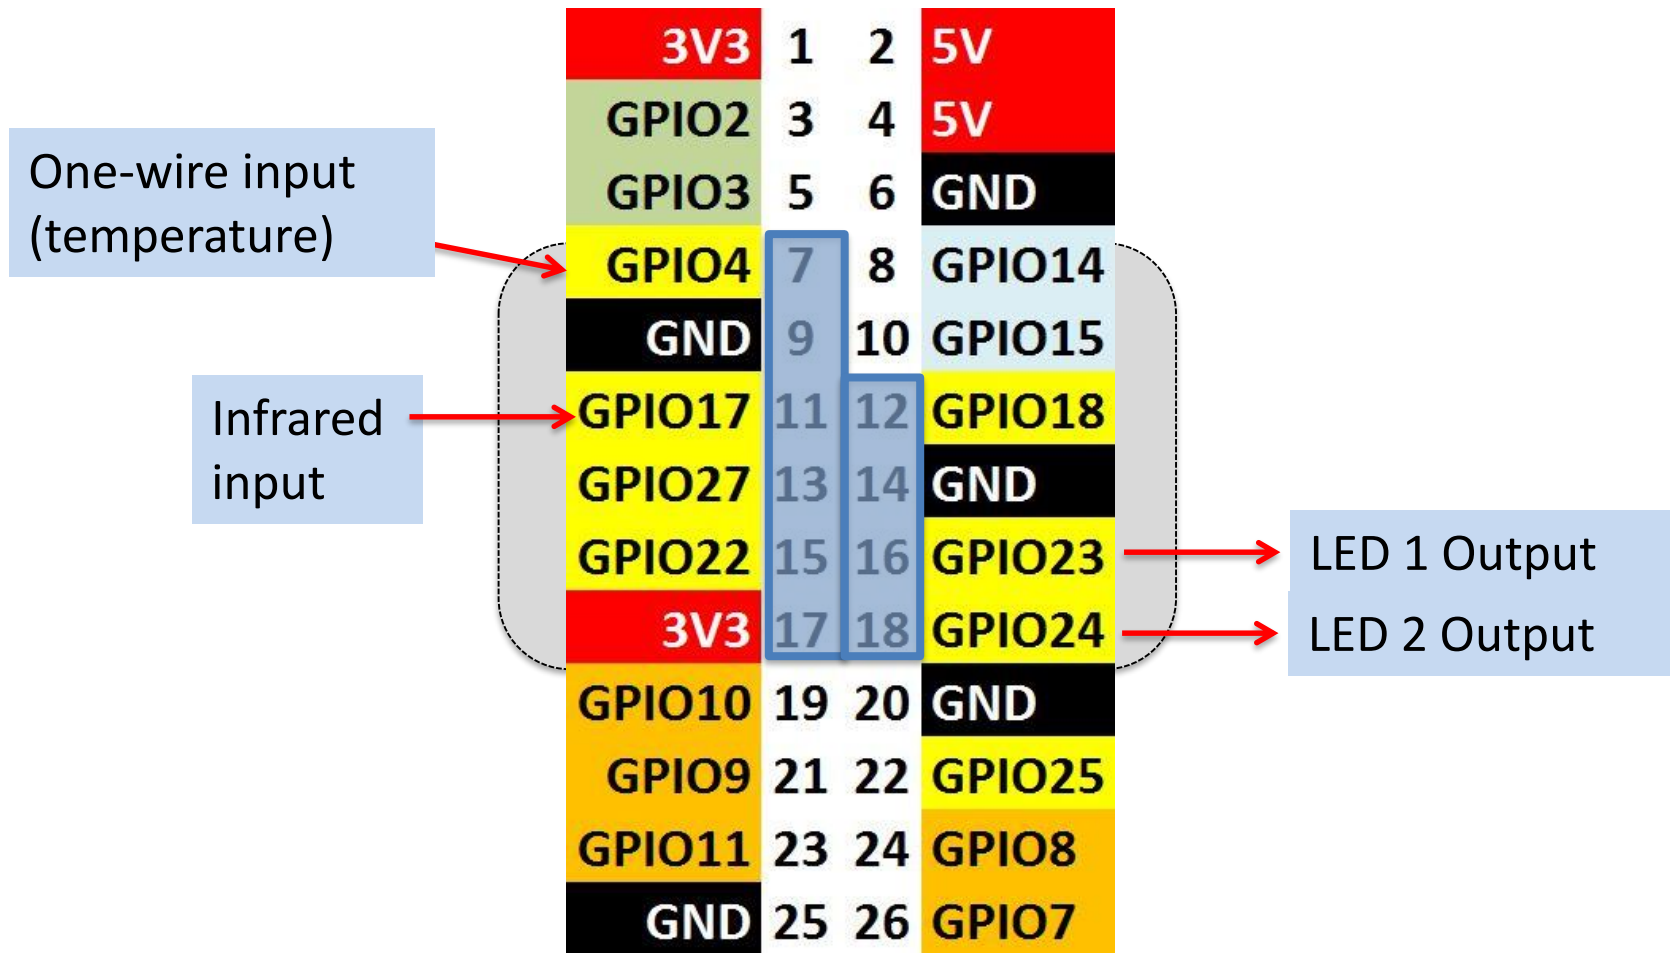 3V3 1 2 5V
GPIO2 3 4 5V
One-wire input
(temperature)
GPIO3 5 6 GND
GPIO4 7 8 GPIO14
GND 9 10 GPIO15
Infrared
input
GPIO17 11 12 GPIO18
GPIO27 13 14 GND
GPIO22 15 16 GPIO23
LED 1 Output
3V3 17 18 GPIO24
LED 2 Output
GPIO10 19 20 GND
GPIO9 21 22 GPIO25
GPIO11 23 24 GPIO8
GND 25 26 GPIO7